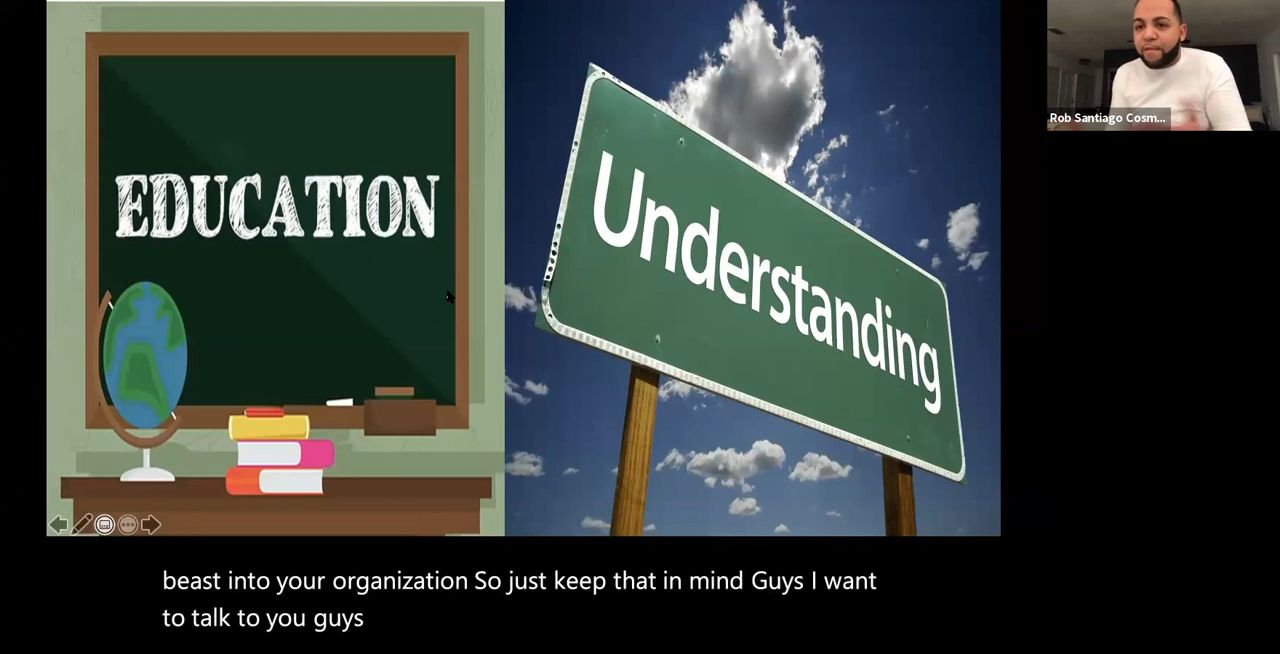 EDUCATION
Understanding
Rob Santiago Cosm...
beast into your organization So just keep that in mind Guys I want
to talk to you guys